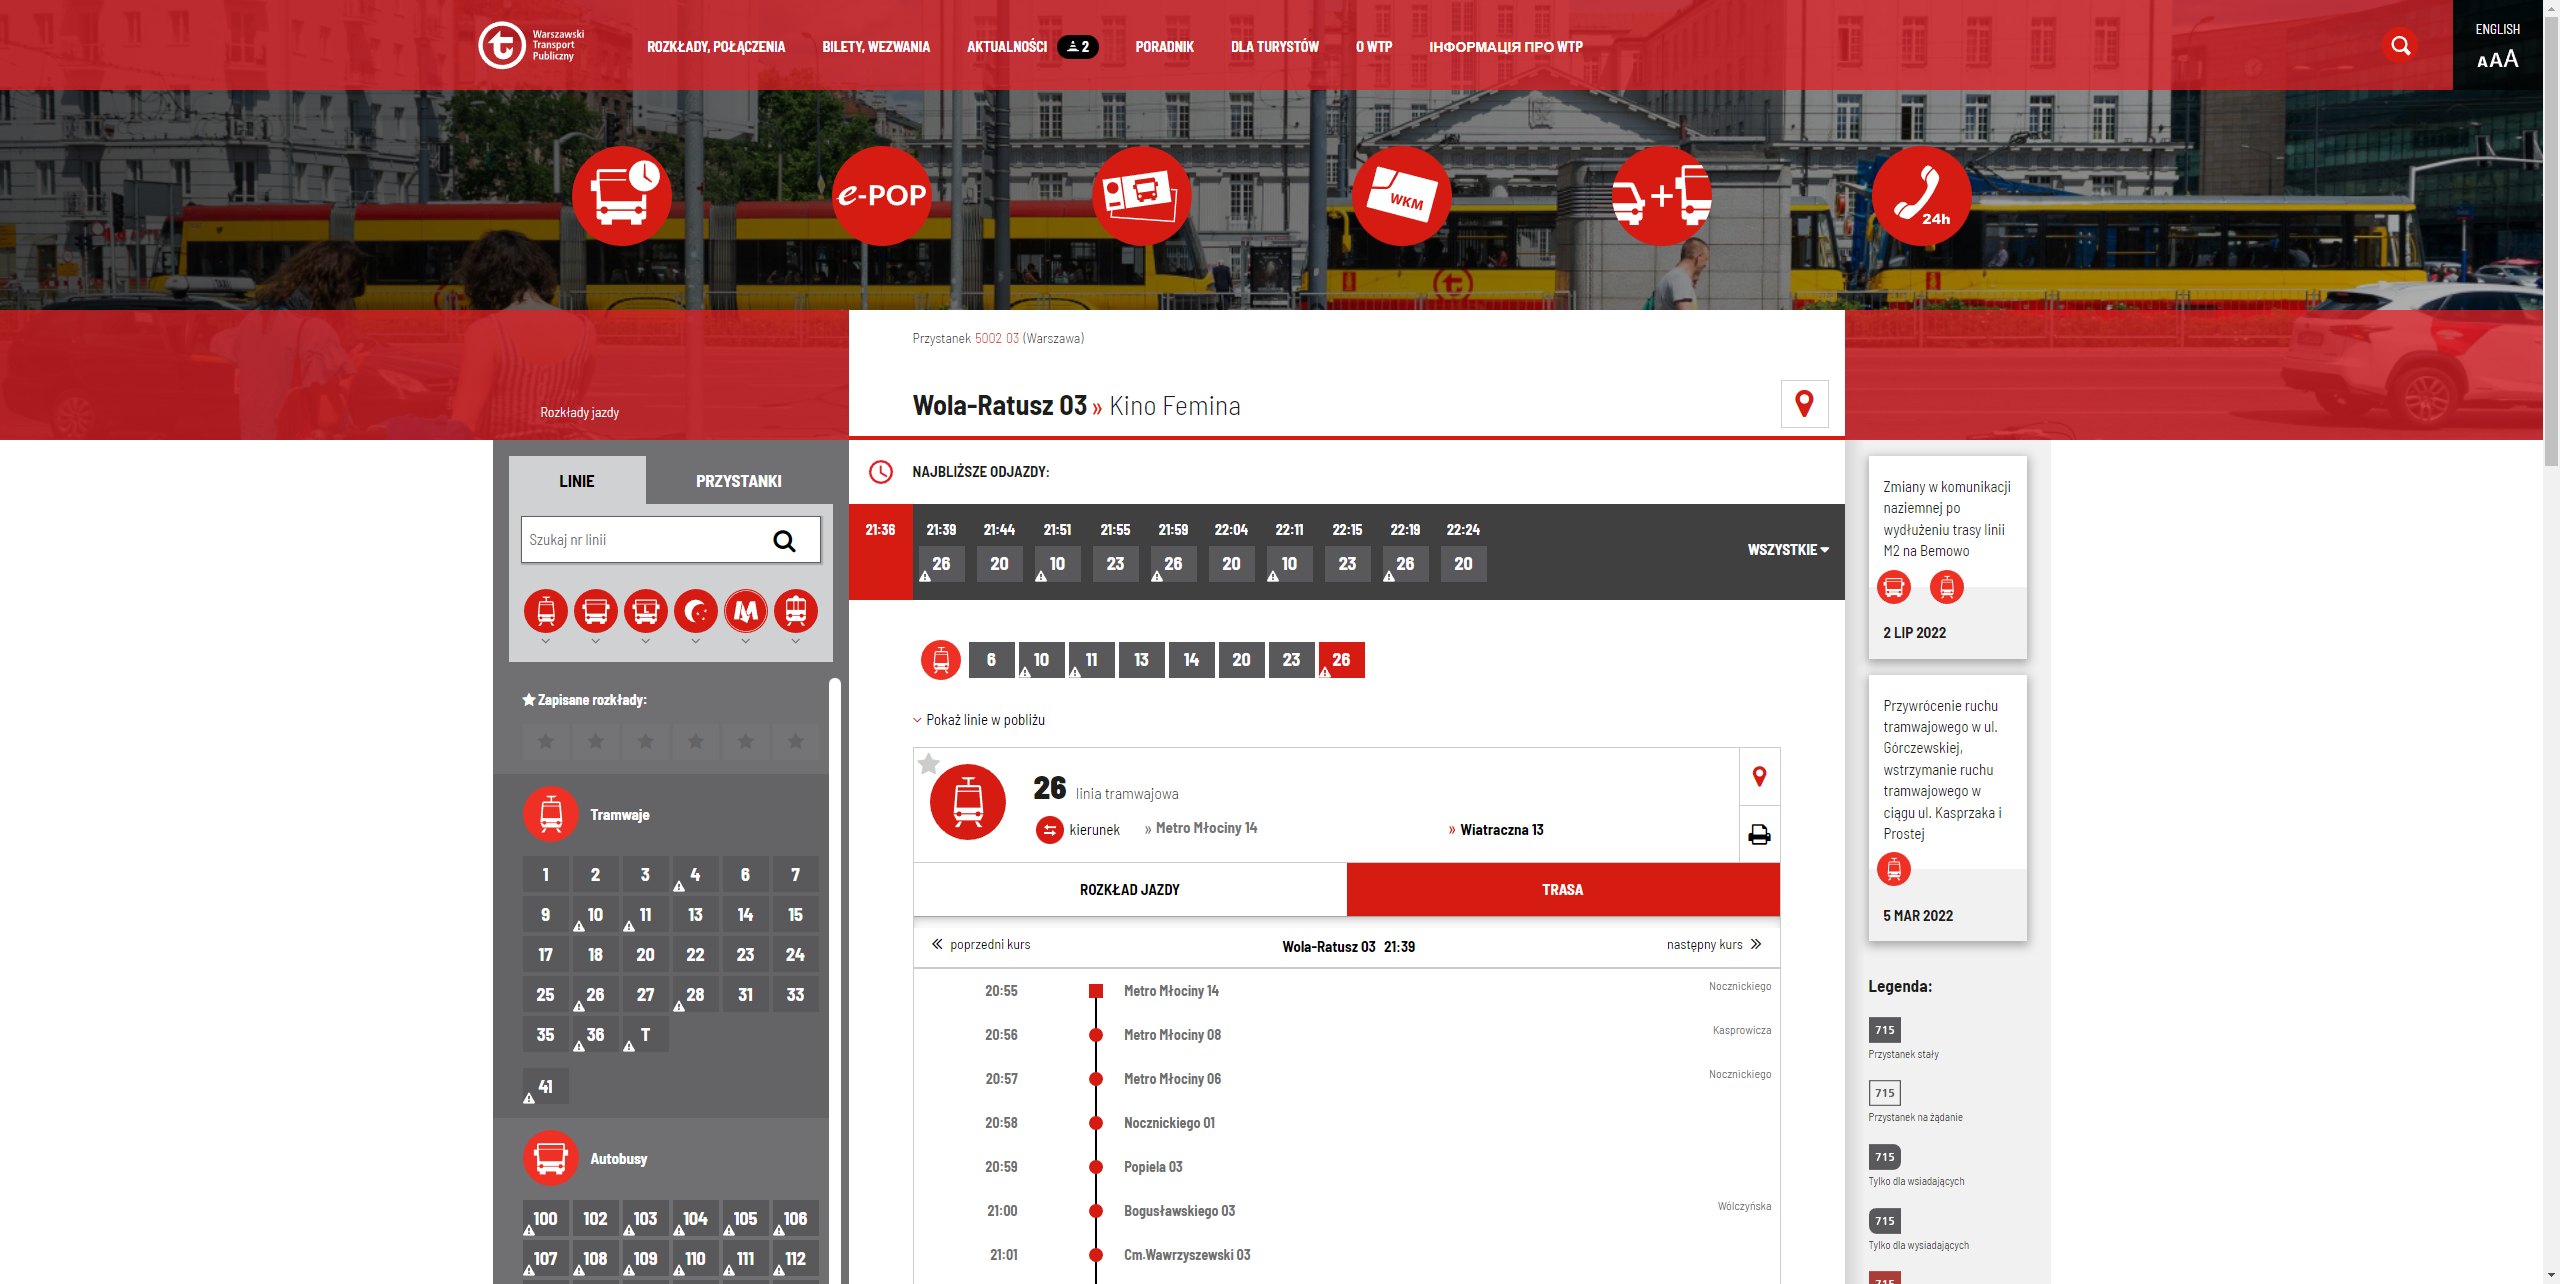 Warszawski
Transport
Publiczny
ROZKŁADY, POŁĄCZENIA
BILETY, WEZWANIA
AKTUALNOŚCI 2
PORADNIK
DLA TURYSTÓW
O WTP
ІНФОРМАЦІЯ ПРО WTP
ENGLISH
AAA
e-POP
WKM
24h
Rozkłady jazdy
Przystanek 5002 03 (Warszawa)
Wola-Ratusz 03 » Kino Femina
LINIE PRZYSTANKI
Szukaj nr linii
L M
Zapisane rozkłady:
Tramwaje
1 2 3 4 6 7
9 10 11 13 14 15
17 18 20 22 23 24
25 26 27 28 31 33
35 36 T
41
Autobusy
100 102 103 104 105 106
107 108 109 110 111 112
NAJBLIŻSZE ODJAZDY:
21:36 21:39 21:44 21:51 21:55 21:59 22:04 22:11 22:15 22:19 22:24
26 20 10 23 26 20 10 23 26 20
WSZYSTKIE
6 10 11 13 14 20 23 26
Pokaż linie w pobliżu
26 linia tramwajowa
kierunek » Metro Młociny 14 » Wiatraczna 13
ROZKŁAD JAZDY TRASA
poprzedni kurs Wola-Ratusz 03 21:39 następny kurs
20:55 Metro Młociny 14 Nocznickiego
20:56 Metro Młociny 08 Kasprowicza
20:57 Metro Młociny 06 Nocznickiego
20:58 Nocznickiego 01
20:59 Popiela 03
21:00 Bogusławskiego 03 Wólczyńska
21:01 Cm.Wawrzyszewski 03
Zmiany w komunikacji
naziemnej po
wydłużeniu trasy linii
M2 na Bemowo
2 LIP 2022
Przywrócenie ruchu
tramwajowego w ul.
Górczewskiej,
wstrzymanie ruchu
tramwajowego w
ciągu ul. Kasprzaka i
Prostej
5 MAR 2022
Legenda:
715
Przystanek stały
715
Przystanek na żądanie
715
Tylko dla wsiadających
715
Tylko dla wysiadających
715